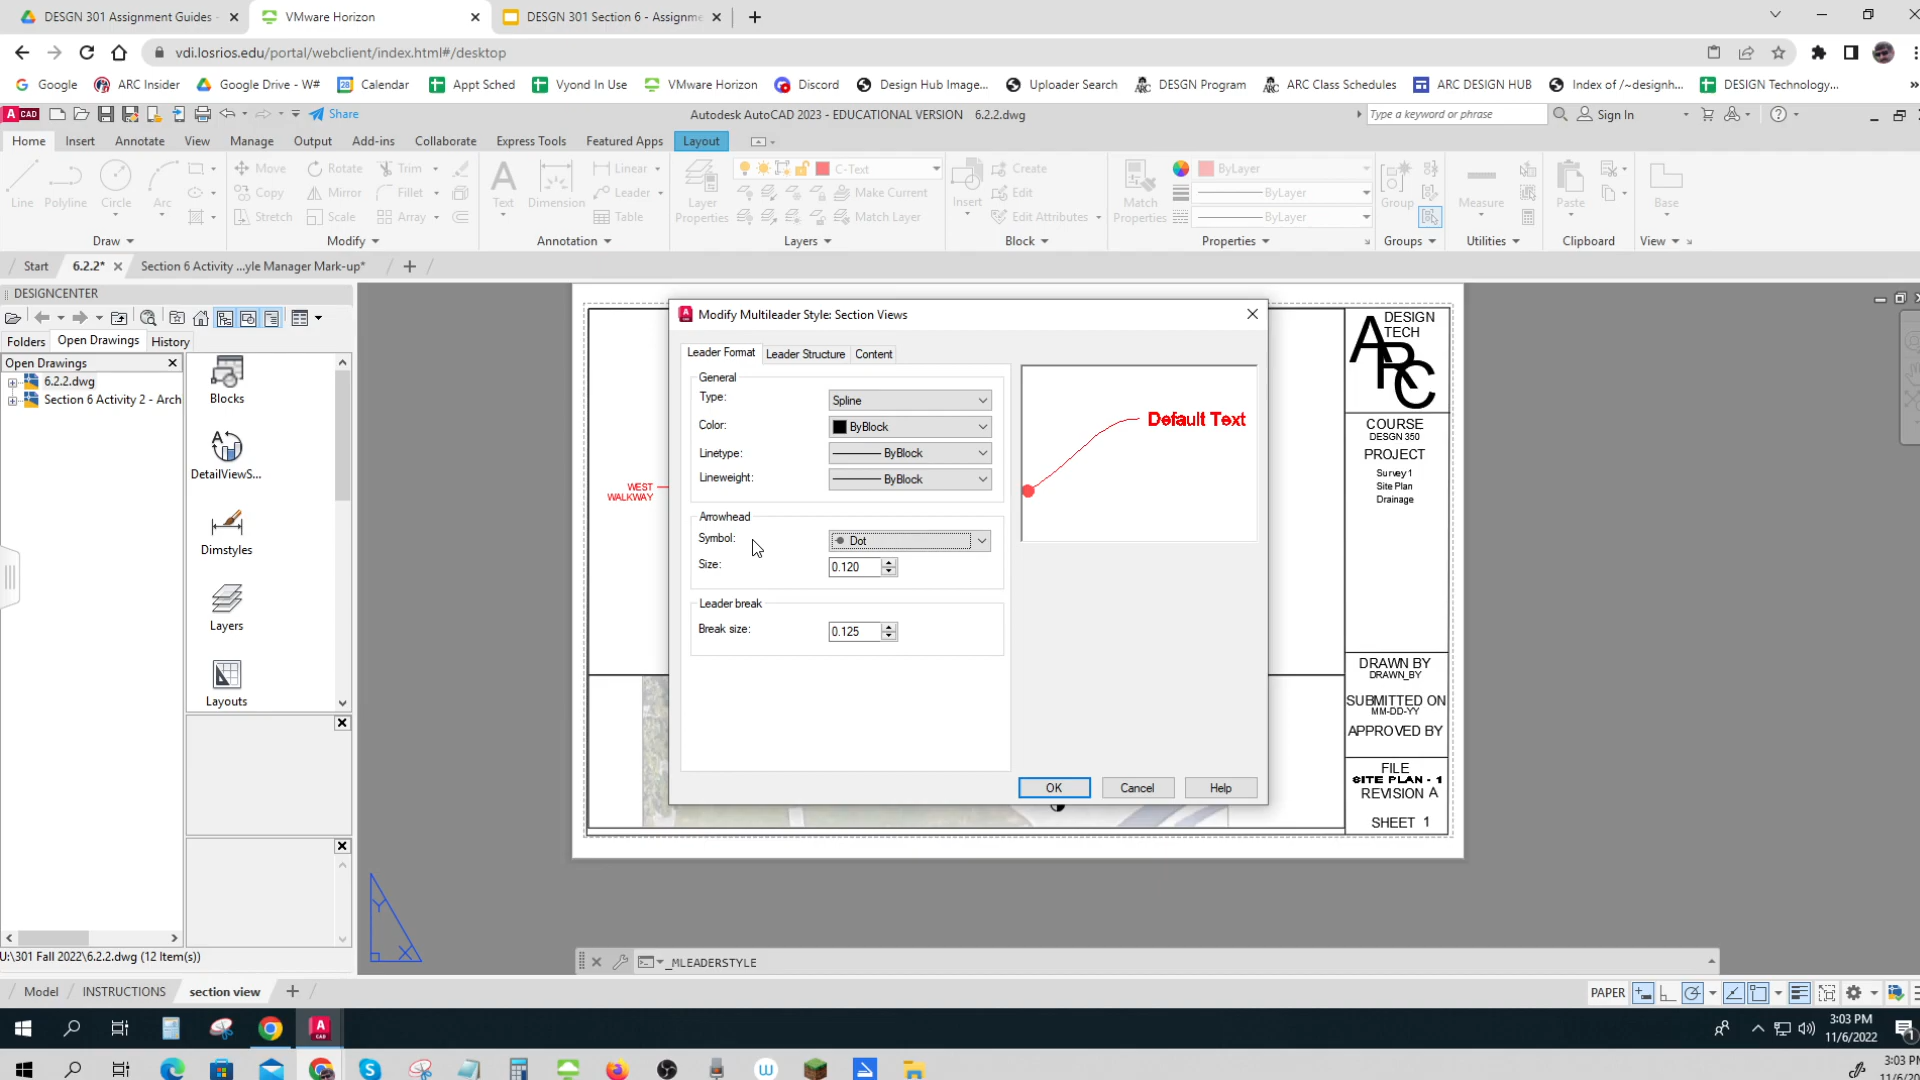 DESGN 301 Assignment Guides -
VMware Horizon
DESGN 301 Section 6 - Assignme
vdi.losrios.edu/portal/webclient/index.html#/desktop
Google
ARC Insider
Google Drive - W#
Calendar
Appt Sched
Vyond In Use
VMware Horizon
Discord
Design Hub Image...
Uploader Search
DESGN Program
ARC Class Schedules
ARC DESIGN HUB
Index of /~designh...
DESIGN Technology...
A CAD
Share
Autodesk AutoCAD 2023 - EDUCATIONAL VERSION 6.2.2.dwg
Type a keyword or phrase
Sign In
Home
Insert
Annotate
View
Manage
Output
Add-ins
Collaborate
Express Tools
Featured Apps
Layout
Line
Polyline
Circle
Arc
Move
Rotate
Trim
Copy
Mirror
Fillet
Stretch
Scale
Array
Text
Dimension
Linear
Leader
Table
Layer
Properties
C-Text
Make Current
Match Layer
Insert
Create
Edit
Edit Attributes
Match
Properties
ByLayer
ByLayer
ByLayer
Group
Measure
Paste
Base
Draw
Modify
Annotation
Layers
Block
Properties
Groups
Utilities
Clipboard
View
Start
6.2.2*
Section 6 Activity ...yle Manager Mark-up*
DESIGNCENTER
Folders
Open Drawings
History
Open Drawings
6.2.2.dwg
Section 6 Activity 2 - Arch
Blocks
DetailViewS...
Dimstyles
Layers
Layouts
U:\301 Fall 2022\6.2.2.dwg (12 Item(s))
WEST
WALKWAY
Modify Multileader Style: Section Views
Leader Format
Leader Structure
Content
General
Type:
Spline
Color:
ByBlock
Linetype:
ByBlock
Lineweight:
ByBlock
Arrowhead
Symbol:
Dot
Size:
0.120
Leader break
Break size:
0.125
Default Text
OK
Cancel
Help
DESIGN
TECH
ARC
COURSE
DESGN 350
PROJECT
Survey 1
Site Plan
Drainage
DRAWN BY
DRAWN_BY
SUBMITTED ON
MM-DD-YY
APPROVED BY
FILE
SITE PLAN - 1
REVISION A
SHEET 1
Y
X
_MLEADERSTYLE
Model
INSTRUCTIONS
section view
PAPER
A
CAD
3:03 PM
11/6/2022
1
3:03 PM
11/6/2022